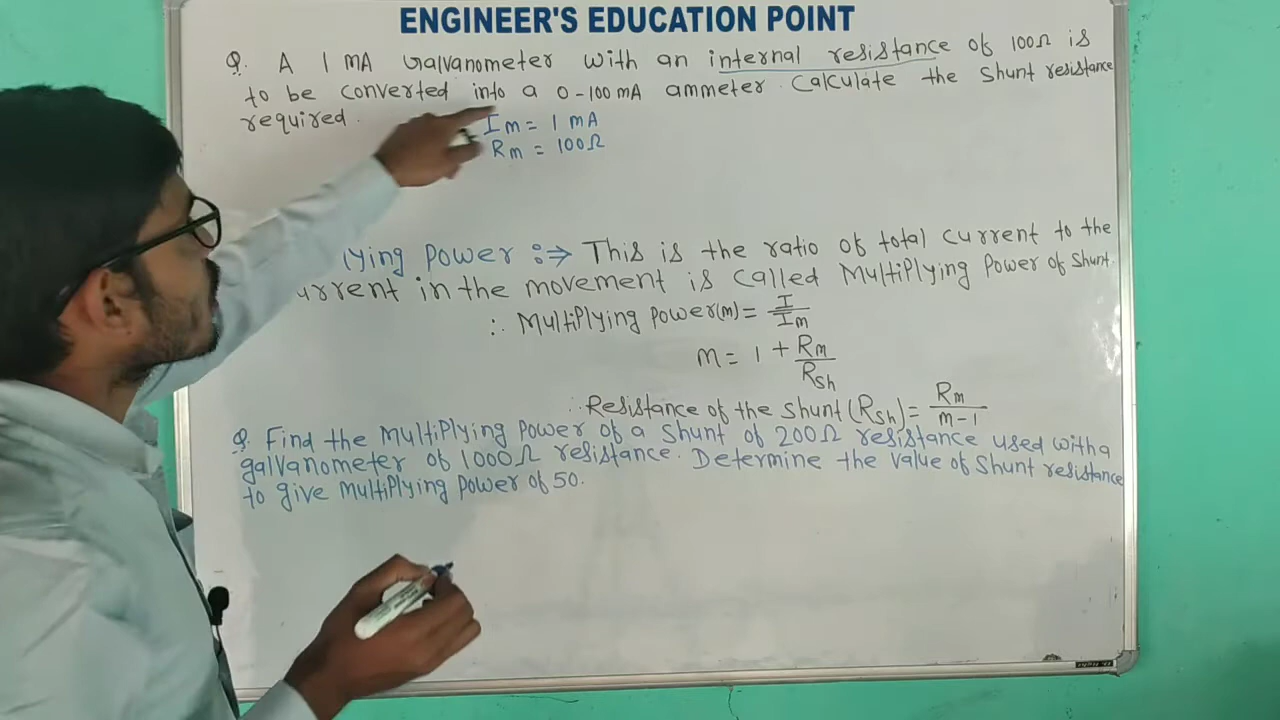 ENGINEER'S EDUCATION POINT
Q. A 1 MA Galvanometer with an internal resistance of 100Ω is
to be converted into a 0-100 mA ammeter. Calculate the Shunt resistance
required.
Im = 1 MA
Rm = 100Ω
lying Power :⇒ This is the ratio of total current to the
urrent in the movement is called Multiplying Power of Shunt.
∴ Multiplying Power(m) = I/Im
m = 1 + Rm/Rsh
∴ Resistance of the Shunt (Rsh) = Rm/m-1
Q. Find the Multiplying Power of a Shunt of 200Ω resistance used with a
galvanometer of 1000Ω resistance. Determine the value of Shunt resistance
to give Multiplying Power of 50.